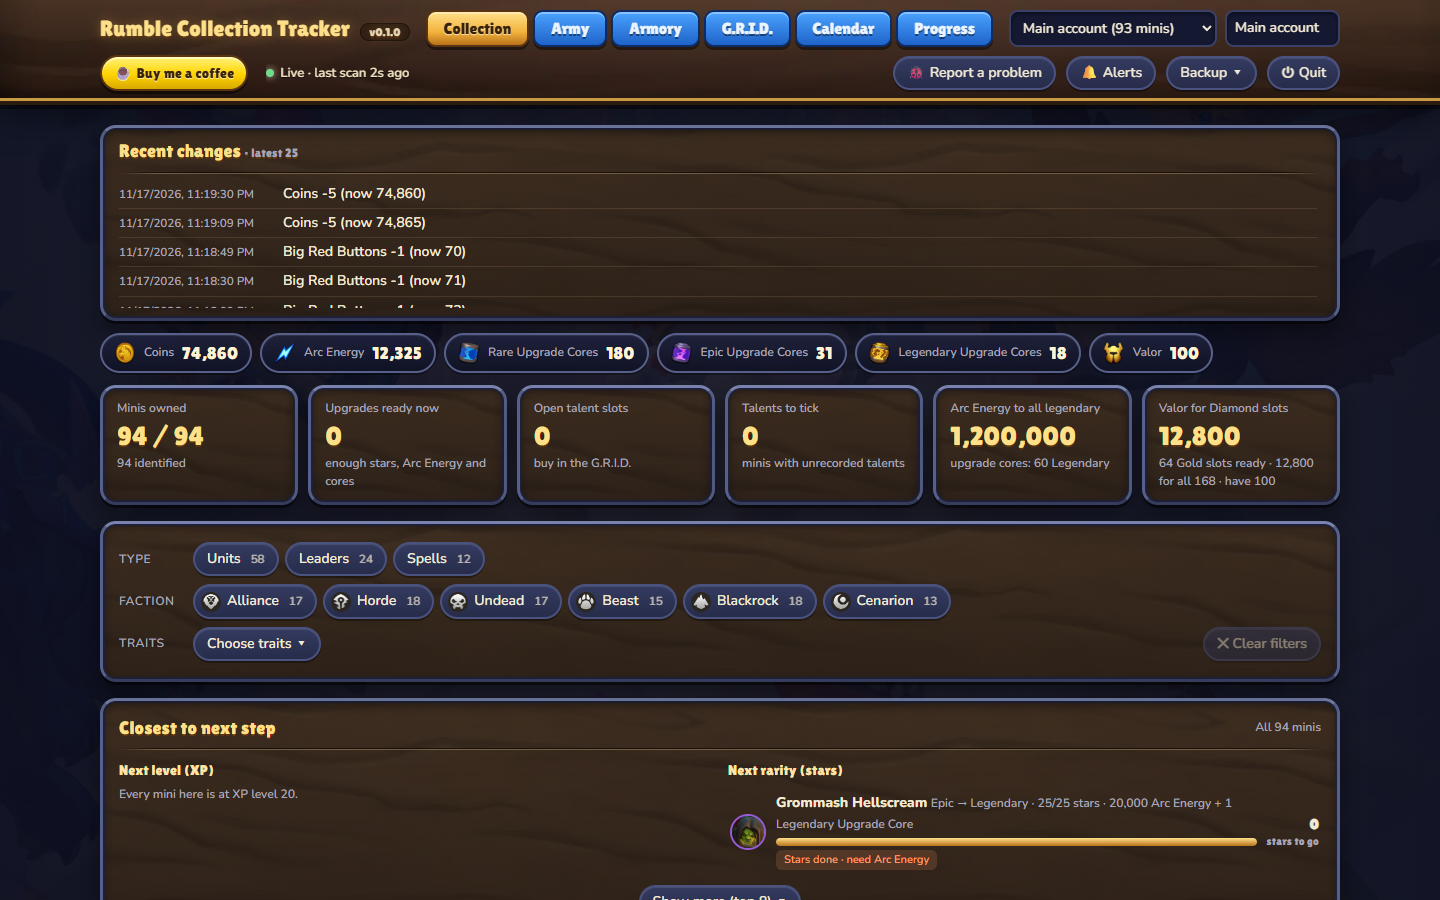 Rumble Collection Tracker v0.1.0 Collection Army Armory G.R.I.D. Calendar Progress Main account (93 minis) Main account
Buy me a coffee Live · last scan 2s ago Report a problem Alerts Backup ▾ Quit
Recent changes · latest 25
11/17/2026, 11:19:30 PM Coins -5 (now 74,860)
11/17/2026, 11:19:09 PM Coins -5 (now 74,865)
11/17/2026, 11:18:49 PM Big Red Buttons -1 (now 70)
11/17/2026, 11:18:30 PM Big Red Buttons -1 (now 71)
Coins 74,860 Arc Energy 12,325 Rare Upgrade Cores 180 Epic Upgrade Cores 31 Legendary Upgrade Cores 18 Valor 100
Minis owned
94 / 94
94 identified
Upgrades ready now
0
enough stars, Arc Energy and
cores
Open talent slots
0
buy in the G.R.I.D.
Talents to tick
0
minis with unrecorded talents
Arc Energy to all legendary
1,200,000
upgrade cores: 60 Legendary
Valor for Diamond slots
12,800
64 Gold slots ready · 12,800
for all 168 · have 100
TYPE Units 58 Leaders 24 Spells 12
FACTION Alliance 17 Horde 18 Undead 17 Beast 15 Blackrock 18 Cenarion 13
TRAITS Choose traits ▾ ✕ Clear filters
Closest to next step All 94 minis
Next level (XP)
Every mini here is at XP level 20.
Next rarity (stars)
Grommash Hellscream Epic → Legendary · 25/25 stars · 20,000 Arc Energy + 1
Legendary Upgrade Core
0
stars to go
Stars done · need Arc Energy